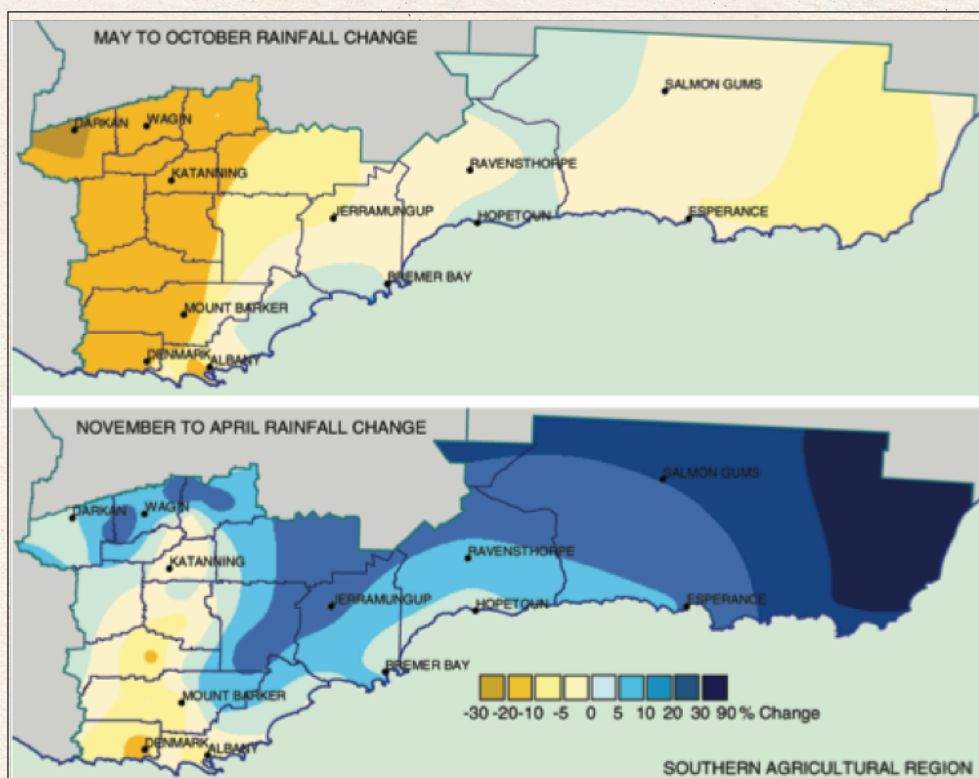 MAY TO OCTOBER RAINFALL CHANGE
SALMON GUMS
DARKAN
WAGIN
KATANNING
RAVENSTHORPE
JERRAMUNGUP
HOPETOUN
ESPERANCE
BREMER BAY
MOUNT BARKER
DENMARK
ALBANY
NOVEMBER TO APRIL RAINFALL CHANGE
SALMON GUMS
DARKAN
WAGIN
KATANNING
RAVENSTHORPE
JERRAMUNGUP
HOPETOUN
ESPERANCE
BREMER BAY
MOUNT BARKER
-30 -20 -10 -5 0 5 10 20 30 90 % Change
DENMARK
ALBANY
SOUTHERN AGRICULTURAL REGION